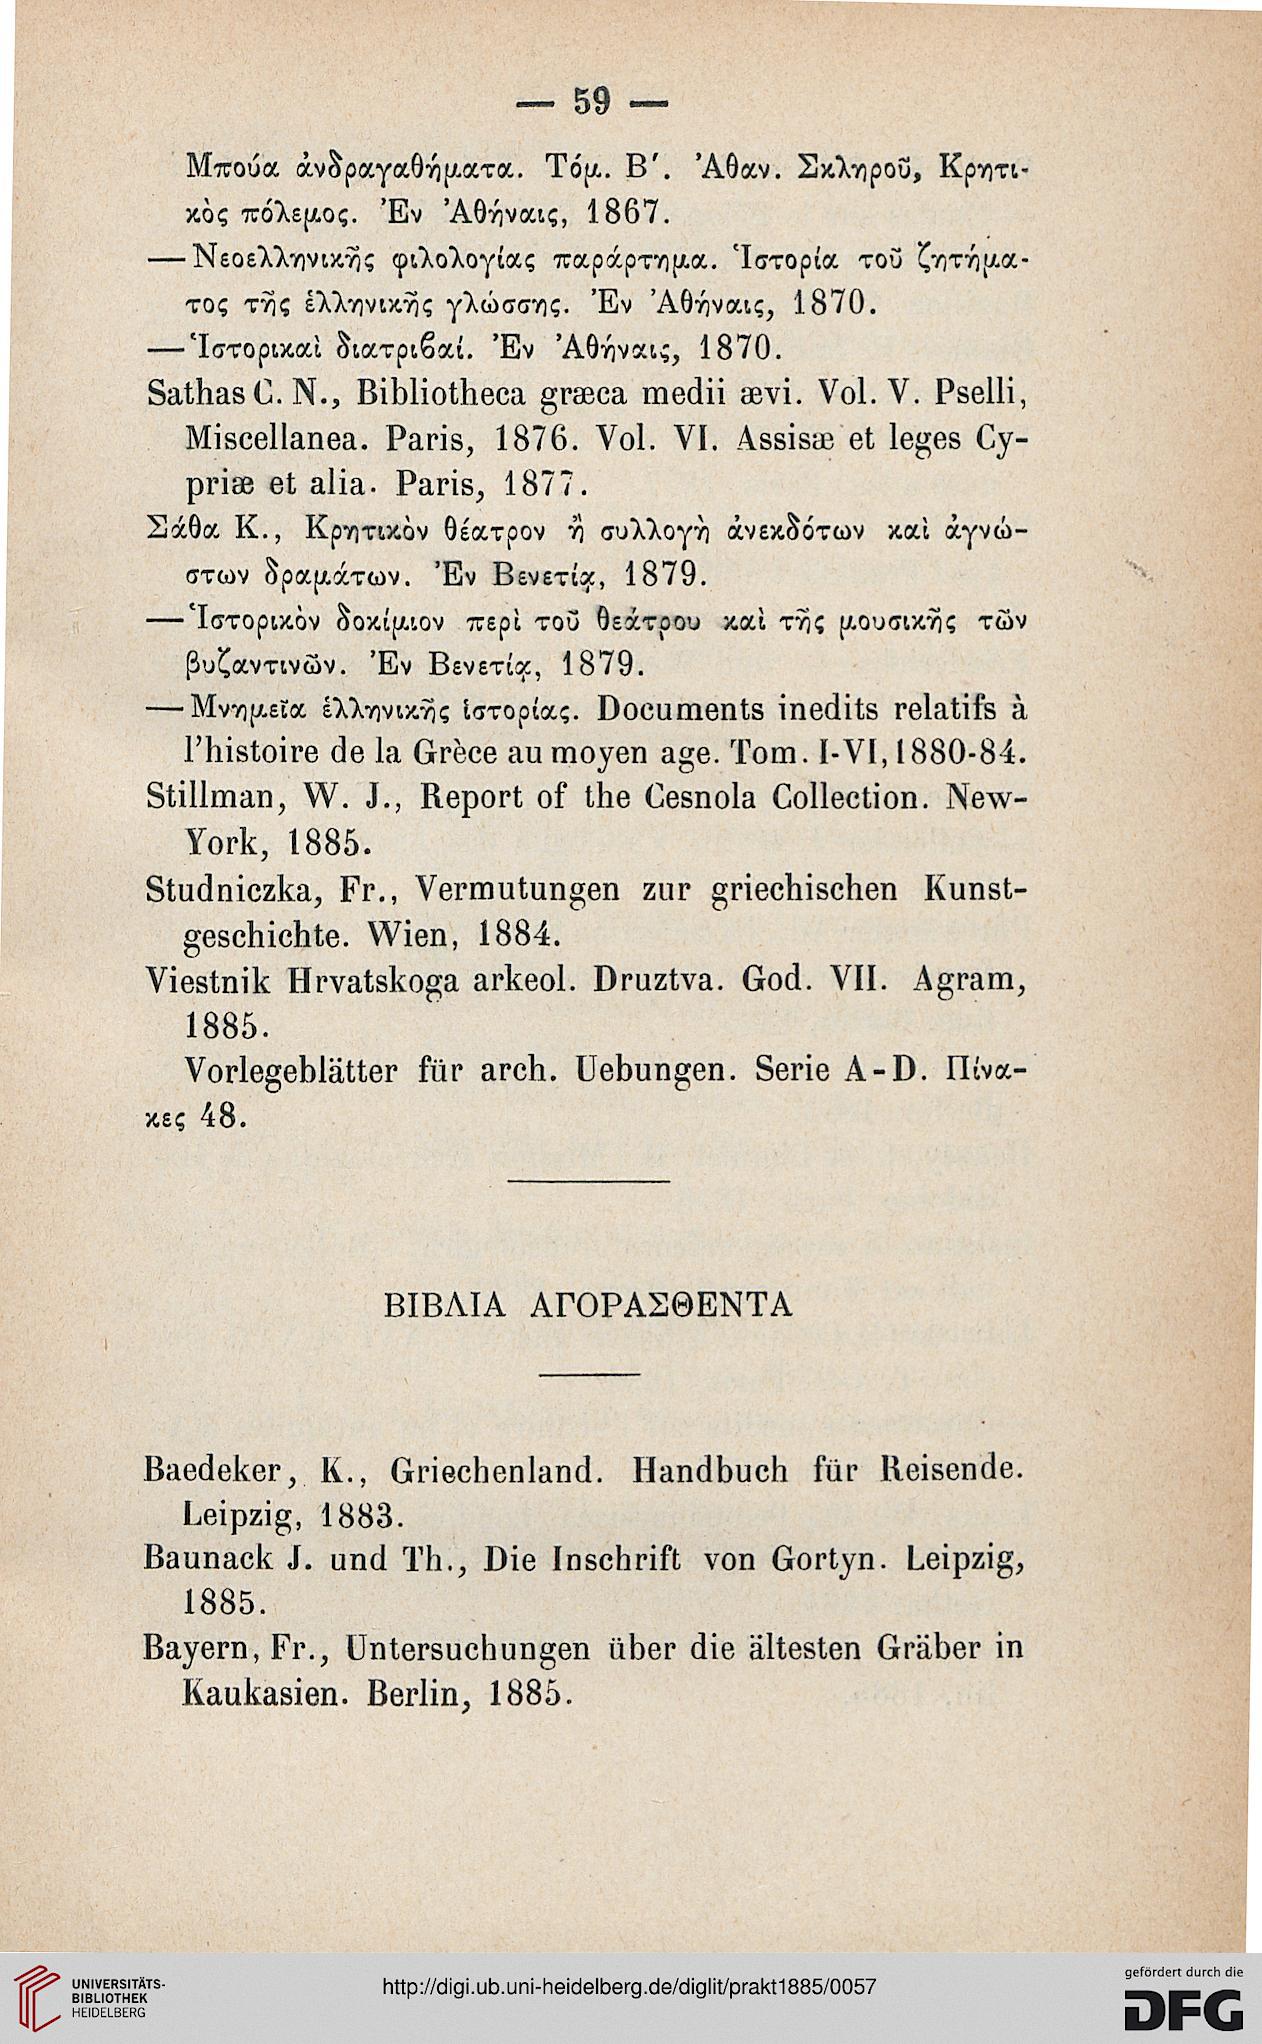 — 59 —
Μπούα ἀνδραγαθήματα. Τόμ. Β΄. Ἀθαν. Σκληροῦ, Κρητι-
κὸς πόλεμος. Ἐν Ἀθήναις, 1867.
— Νεοελληνικῆς φιλολογίας παράρτημα. Ἱστορία τοῦ ζητήμα-
τος τῆς ἑλληνικῆς γλώσσης. Ἐν Ἀθήναις, 1870.
— Ἱστορικαὶ διατριϐαί. Ἐν Ἀθήναις, 1870.
Sathas C. N., Bibliotheca græca medii ævi. Vol. V. Pselli,
Miscellanea. Paris, 1876. Vol. VI. Assisæ et leges Cy-
priæ et alia. Paris, 1877.
Σάθα Κ., Κρητικὸν θέατρον ἢ συλλογὴ ἀνεκδότων καὶ ἀγνώ-
στων δραμάτων. Ἐν Βενετίᾳ, 1879.
— Ἱστορικὸν δοκίμιον περὶ τοῦ θεάτρου καὶ τῆς μουσικῆς τῶν
βυζαντινῶν. Ἐν Βενετίᾳ, 1879.
— Μνημεῖα ἑλληνικῆς ἱστορίας. Documents inedits relatifs à
l'histoire de la Grèce au moyen age. Tom. I-VI, 1880-84.
Stillman, W. J., Report of the Cesnola Collection. New-
York, 1885.
Studniczka, Fr., Vermutungen zur griechischen Kunst-
geschichte. Wien, 1884.
Viestnik Hrvatskoga arkeol. Druztva. God. VII. Agram,
1885.
Vorlegeblätter für arch. Uebungen. Serie A-D. Πίνα-
κες 48.
ΒΙΒΛΙΑ ΑΓΟΡΑΣΘΕΝΤΑ
Baedeker, K., Griechenland. Handbuch für Reisende.
Leipzig, 1883.
Baunack J. und Th., Die Inschrift von Gortyn. Leipzig,
1885.
Bayern, Fr., Untersuchungen über die ältesten Gräber in
Kaukasien. Berlin, 1885.
UNIVERSITÄTS-
BIBLIOTHEK
HEIDELBERG
http://digi.ub.uni-heidelberg.de/diglit/prakt1885/0057
gefördert durch die
DFG